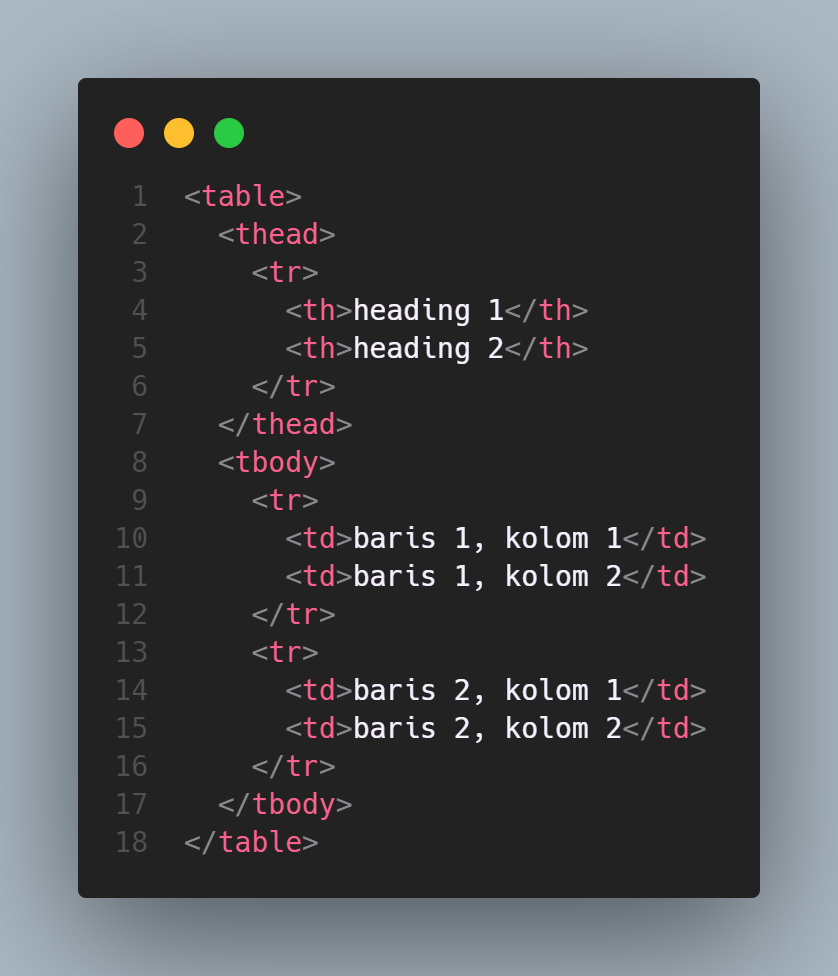 1 <table>
2   <thead>
3     <tr>
4       <th>heading 1</th>
5       <th>heading 2</th>
6     </tr>
7   </thead>
8   <tbody>
9     <tr>
10       <td>baris 1, kolom 1</td>
11       <td>baris 1, kolom 2</td>
12     </tr>
13     <tr>
14       <td>baris 2, kolom 1</td>
15       <td>baris 2, kolom 2</td>
16     </tr>
17   </tbody>
18 </table>